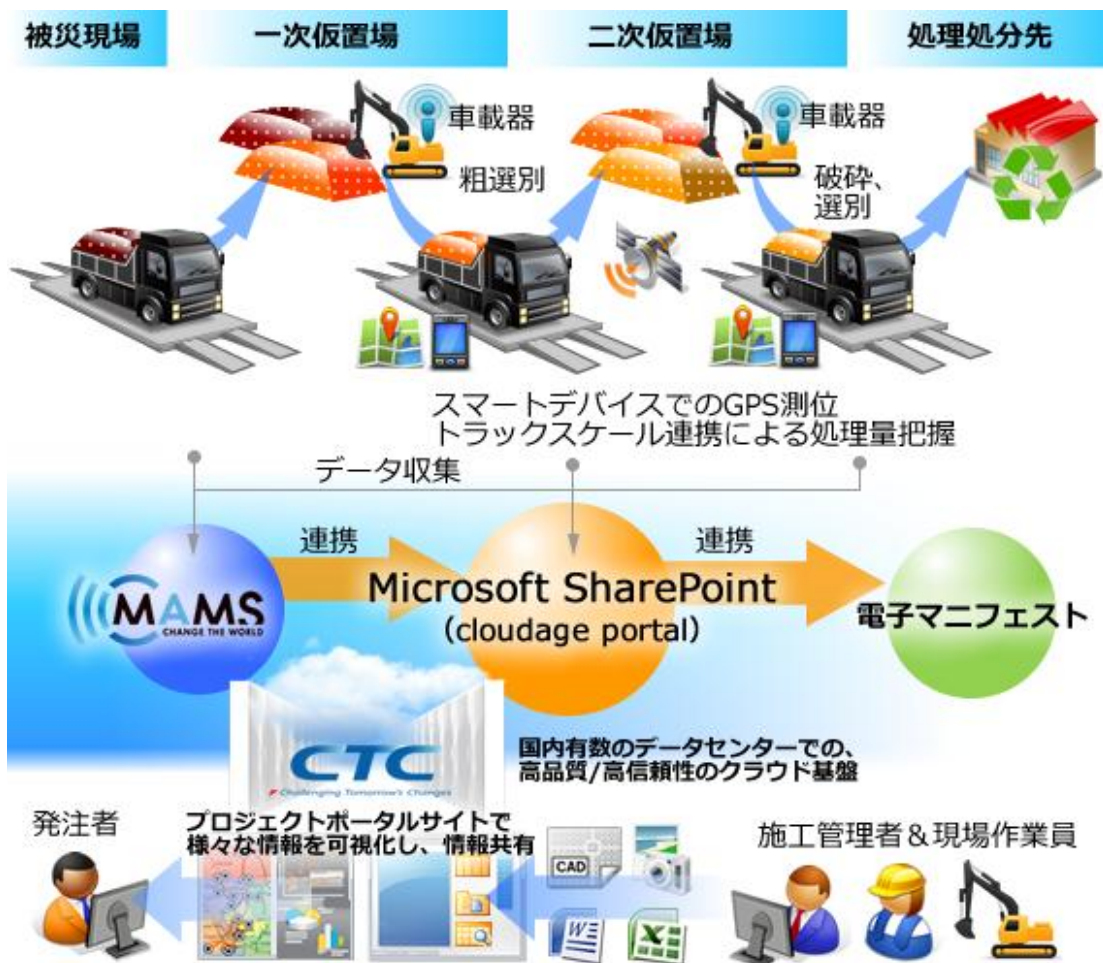 被災現場
一次仮置場
二次仮置場
処理処分先
車載器
粗選別
車載器
破砕、
選別
スマートデバイスでのGPS測位
トラックスケール連携による処理量把握
データ収集
MAMS
CHANGE THE WORLD
連携
Microsoft SharePoint
(cloudage portal)
連携
電子マニフェスト
CTC
Challenging Tomorrow's Changes
国内有数のデータセンターでの、
高品質/高信頼性のクラウド基盤
発注者
プロジェクトポータルサイトで
様々な情報を可視化し、情報共有
CAD
W
X
施工管理者&現場作業員